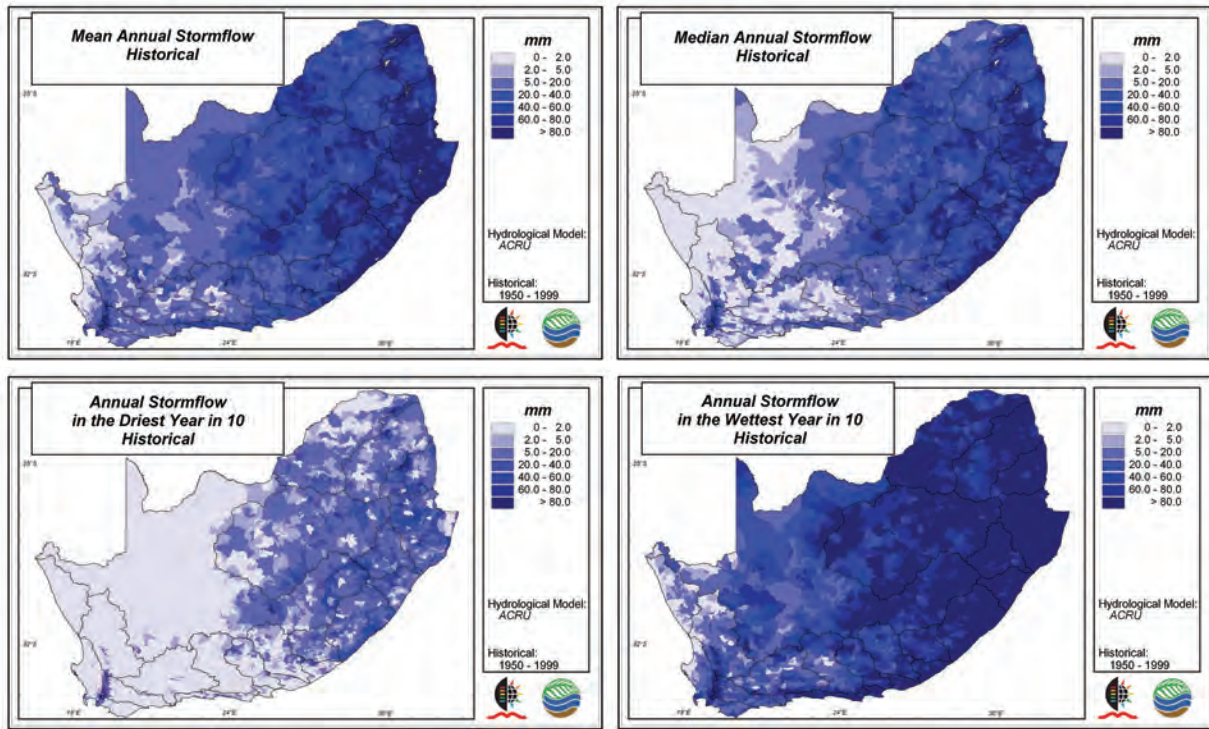 Mean Annual Stormflow
Historical
mm
0 - 2.0
2.0 - 5.0
5.0 - 20.0
20.0 - 40.0
40.0 - 60.0
60.0 - 80.0
> 80.0
Hydrological Model:
ACRU
Historical:
1950 - 1999
32°S
24°E
Median Annual Stormflow
Historical
mm
0 - 2.0
2.0 - 5.0
5.0 - 20.0
20.0 - 40.0
40.0 - 60.0
60.0 - 80.0
> 80.0
Hydrological Model:
ACRU
Historical:
1950 - 1999
32°S
24°E
Annual Stormflow
in the Driest Year in 10
Historical
mm
0 - 2.0
2.0 - 5.0
5.0 - 20.0
20.0 - 40.0
40.0 - 60.0
60.0 - 80.0
> 80.0
Hydrological Model:
ACRU
Historical:
1950 - 1999
32°S
24°E
Annual Stormflow
in the Wettest Year in 10
Historical
mm
0 - 2.0
2.0 - 5.0
5.0 - 20.0
20.0 - 40.0
40.0 - 60.0
60.0 - 80.0
> 80.0
Hydrological Model:
ACRU
Historical:
1950 - 1999
32°S
24°E